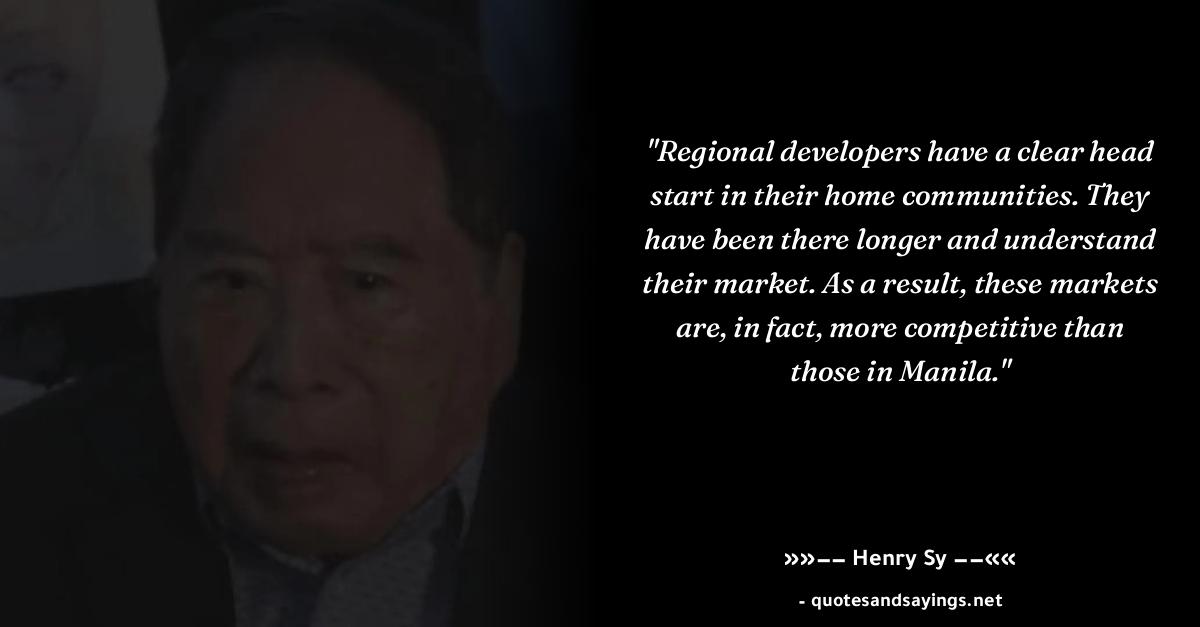 "Regional developers have a clear head
start in their home communities. They
have been there longer and understand
their market. As a result, these markets
are, in fact, more competitive than
those in Manila."
»»–– Henry Sy ––««
- quotesandsayings.net